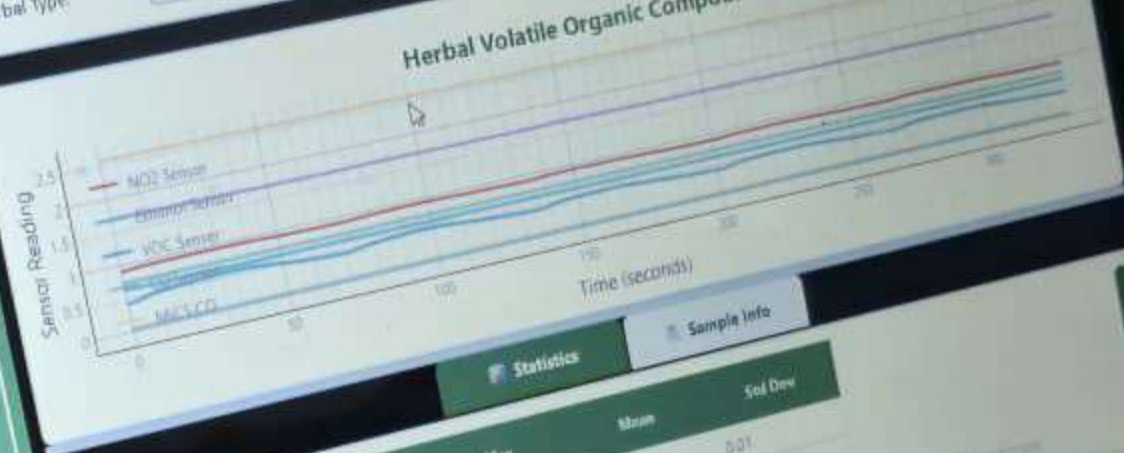 Type:
Herbal Volatile Organic
Sensor Reading
2.5
2
1.5
1
0.5
0
NO2 Sensor
Ethanol Sensor
VOC Sensor
MICS CO
0
50
100
150
200
250
300
Time (seconds)
Statistics
Sample Info
Mean
Std Dev
0.01